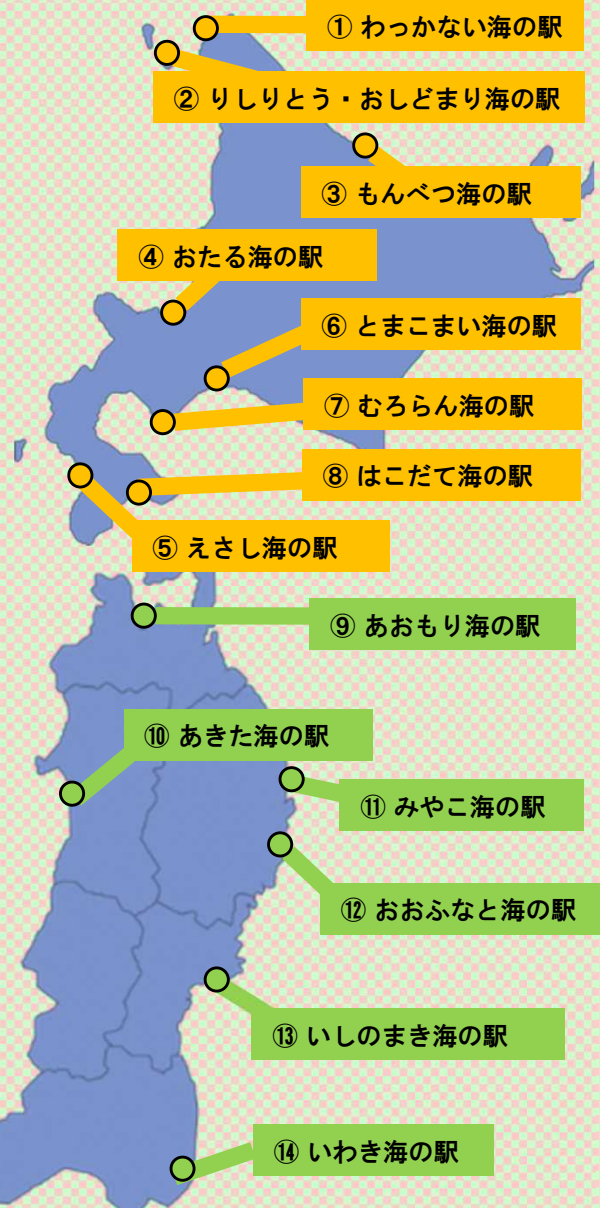 ① わっかない海の駅
② りしりとう・おしどまり海の駅
③ もんべつ海の駅
④ おたる海の駅
⑥ とまこまい海の駅
⑦ むろらん海の駅
⑧ はこだて海の駅
⑤ えさし海の駅
⑨ あおもり海の駅
⑩ あきた海の駅
⑪ みやこ海の駅
⑫ おおふなと海の駅
⑬ いしのまき海の駅
⑭ いわき海の駅